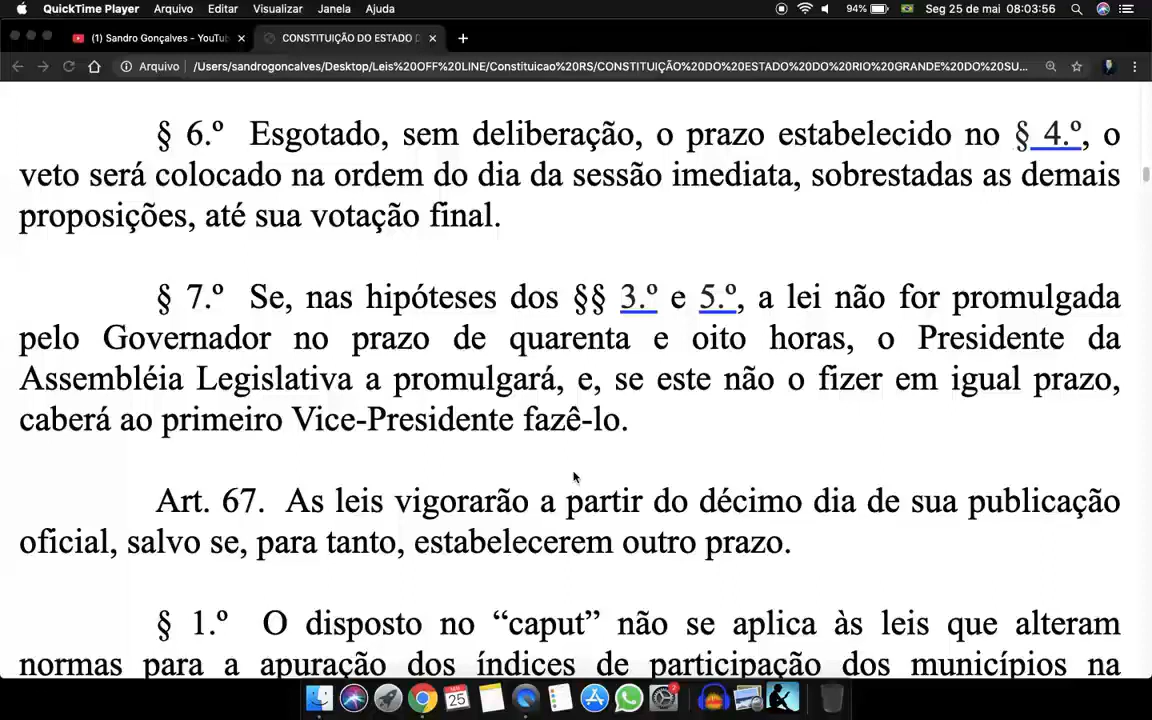 QuickTime Player Arquivo Editar Visualizar Janela Ajuda 94% Seg 25 de mai 08:03:56
(1) Sandro Gonçalves - YouTu × CONSTITUIÇÃO DO ESTADO D × +
Arquivo /Users/sandrogoncalves/Desktop/Leis%20OFF%20LINE/Constituicao%20RS/CONSTITUIÇÃO%20DO%20ESTADO%20DO%20RIO%20GRANDE%20DO%20SU...
§ 6.º Esgotado, sem deliberação, o prazo estabelecido no § 4.º, o
veto será colocado na ordem do dia da sessão imediata, sobrestadas as demais
proposições, até sua votação final.
§ 7.º Se, nas hipóteses dos §§ 3.º e 5.º, a lei não for promulgada
pelo Governador no prazo de quarenta e oito horas, o Presidente da
Assembléia Legislativa a promulgará, e, se este não o fizer em igual prazo,
caberá ao primeiro Vice-Presidente fazê-lo.
Art. 67. As leis vigorarão a partir do décimo dia de sua publicação
oficial, salvo se, para tanto, estabelecerem outro prazo.
§ 1.º O disposto no “caput” não se aplica às leis que alteram
normas para a apuração dos índices de participação dos municípios na
25